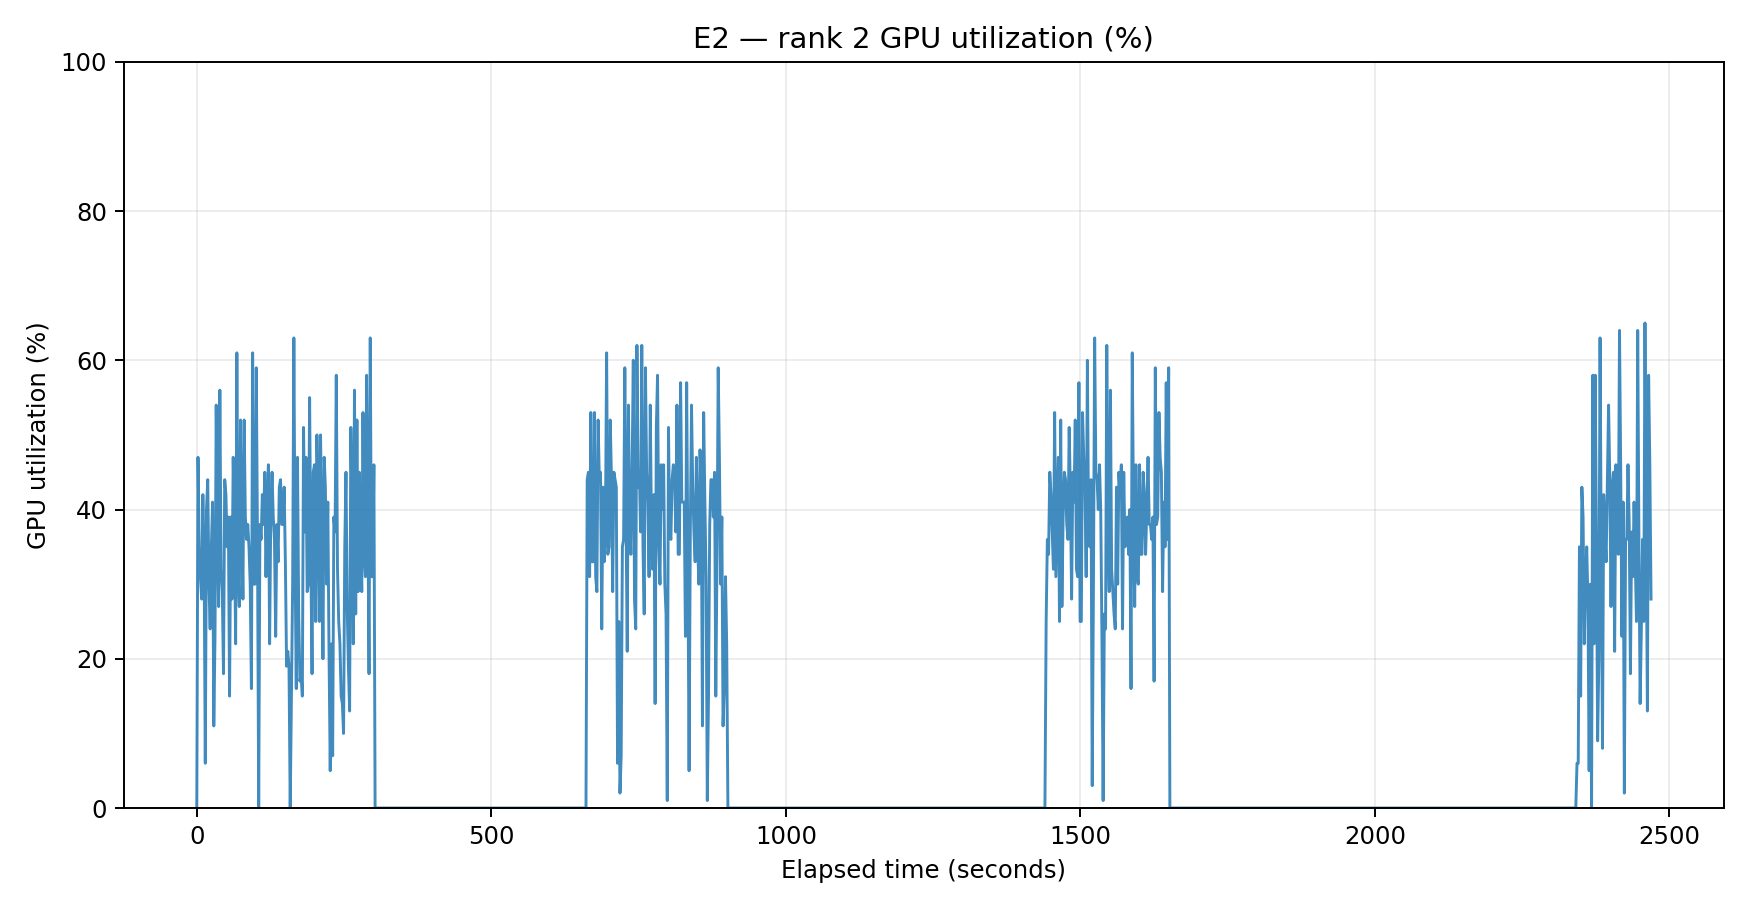 E2 — rank 2 GPU utilization (%)
100
80
60
40
20
0
GPU utilization (%)
0 500 1000 1500 2000 2500
Elapsed time (seconds)